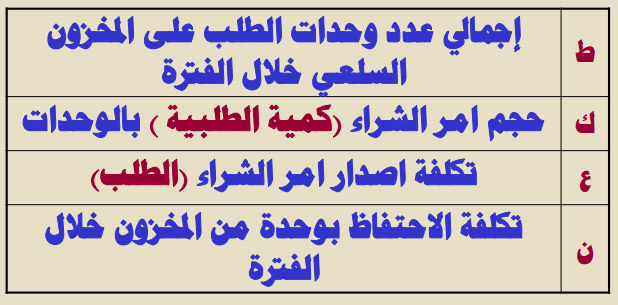 ط إجمالي عدد وحدات الطلب على المخزون
السلعي خلال الفترة
ك حجم امر الشراء (كمية الطلبية ) بالوحدات
ع تكلفة اصدار امر الشراء (الطلب)
ن تكلفة الاحتفاظ بوحدة من المخزون خلال
الفترة